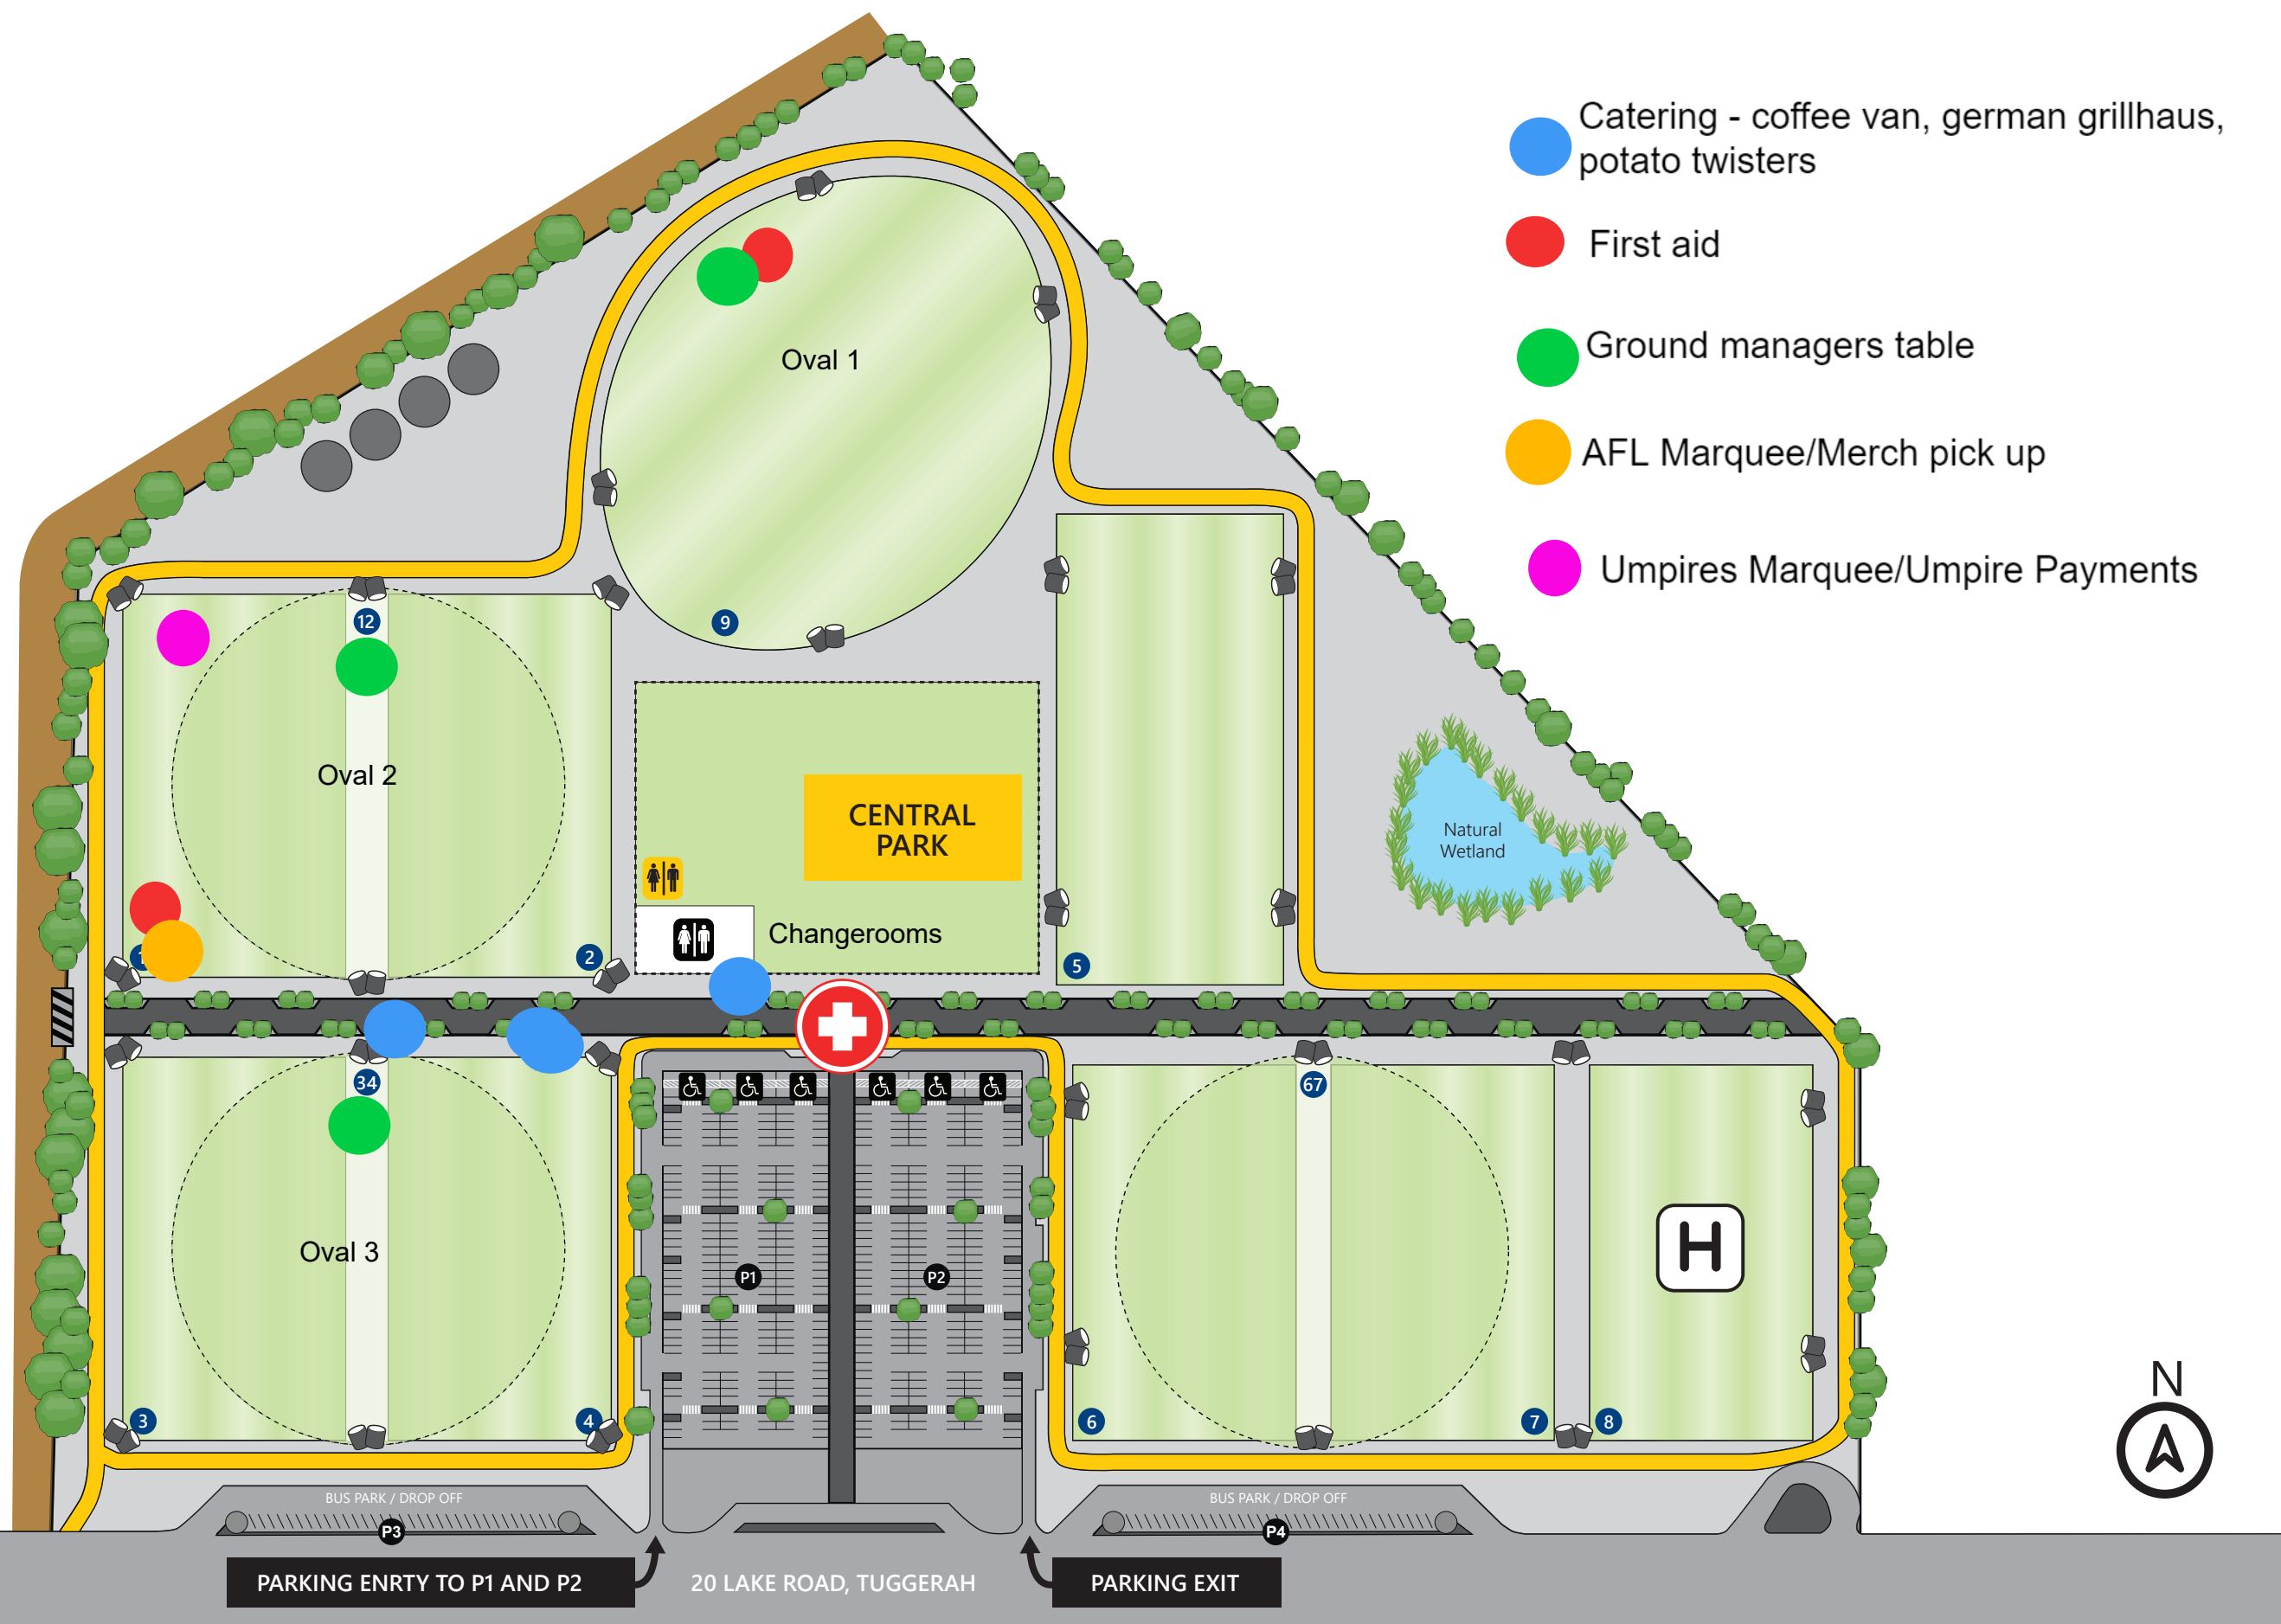 Catering - coffee van, german grillhaus,
potato twisters
First aid
Ground managers table
AFL Marquee/Merch pick up
Umpires Marquee/Umpire Payments
Oval 1
9
12
Oval 2
2
CENTRAL
PARK
Changerooms
5
Natural
Wetland
34
Oval 3
3
4
P1
P2
67
6
7
8
H
N
BUS PARK / DROP OFF
P3
BUS PARK / DROP OFF
P4
PARKING ENRTY TO P1 AND P2
20 LAKE ROAD, TUGGERAH
PARKING EXIT